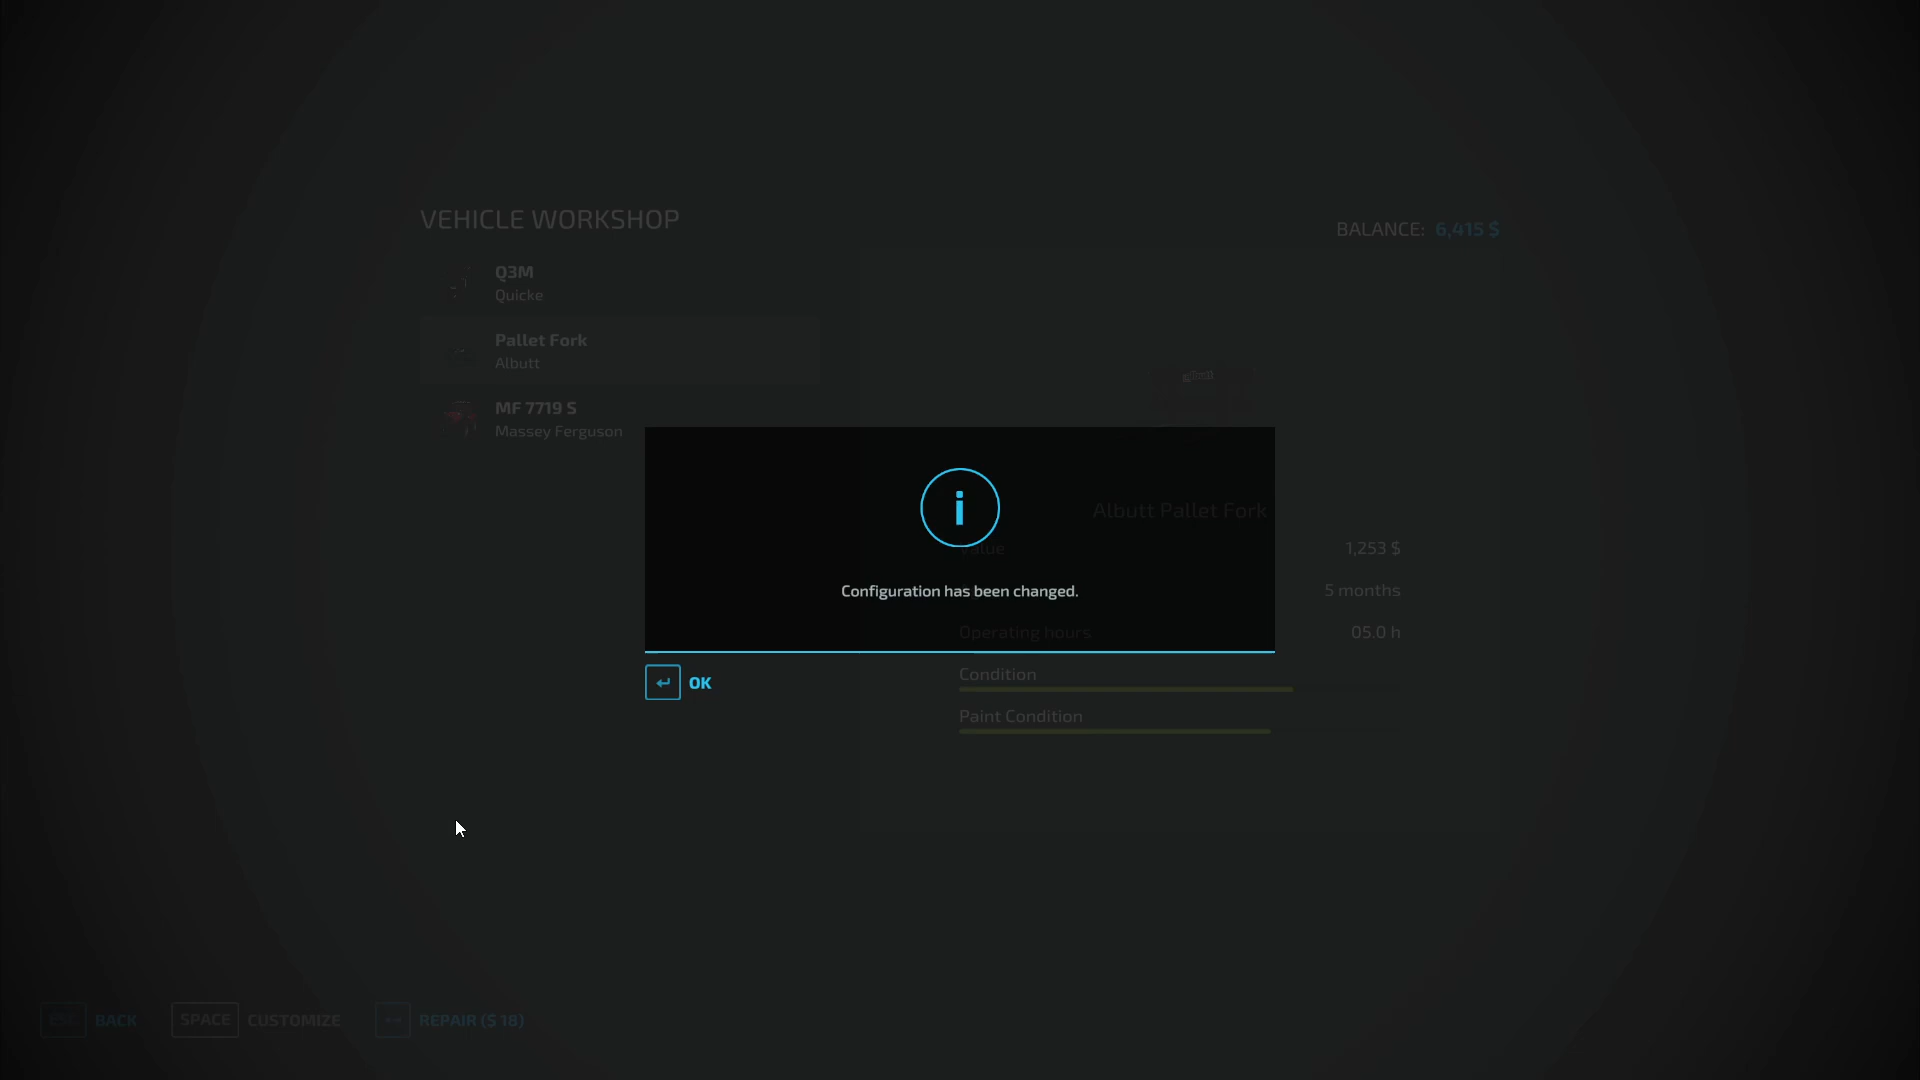 VEHICLE WORKSHOP
BALANCE: 6,415 $
Q3M
Quicke
Pallet Fork
Albutt
MF 7719 S
Massey Ferguson
i
Albutt Pallet Fork
Value
1,253 $
Configuration has been changed.
5 months
Operating hours
05.0 h
Condition
OK
Paint Condition
ESC BACK
SPACE CUSTOMIZE
REPAIR ($ 18)